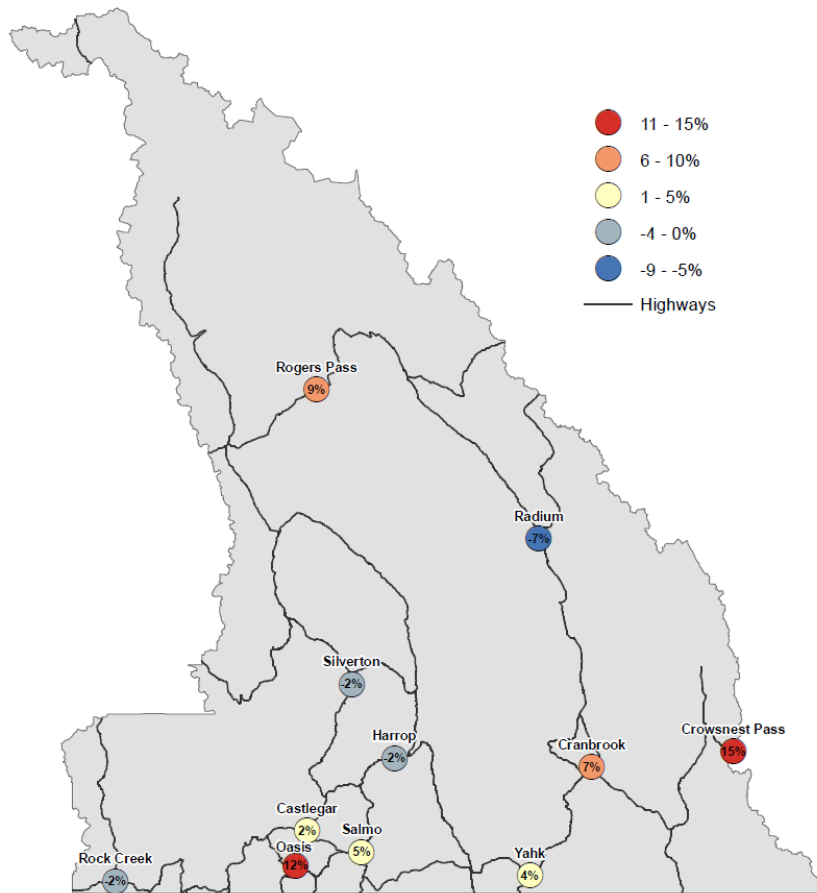 11 - 15%
6 - 10%
1 - 5%
-4 - 0%
-9 - -5%
Highways
Rogers Pass
9%
Radium
-7%
Silverton
-2%
Harrop
-2%
Crowsnest Pass
15%
Cranbrook
7%
Castlegar
2%
Salmo
5%
Oasis
12%
Rock Creek
-2%
Yahk
4%